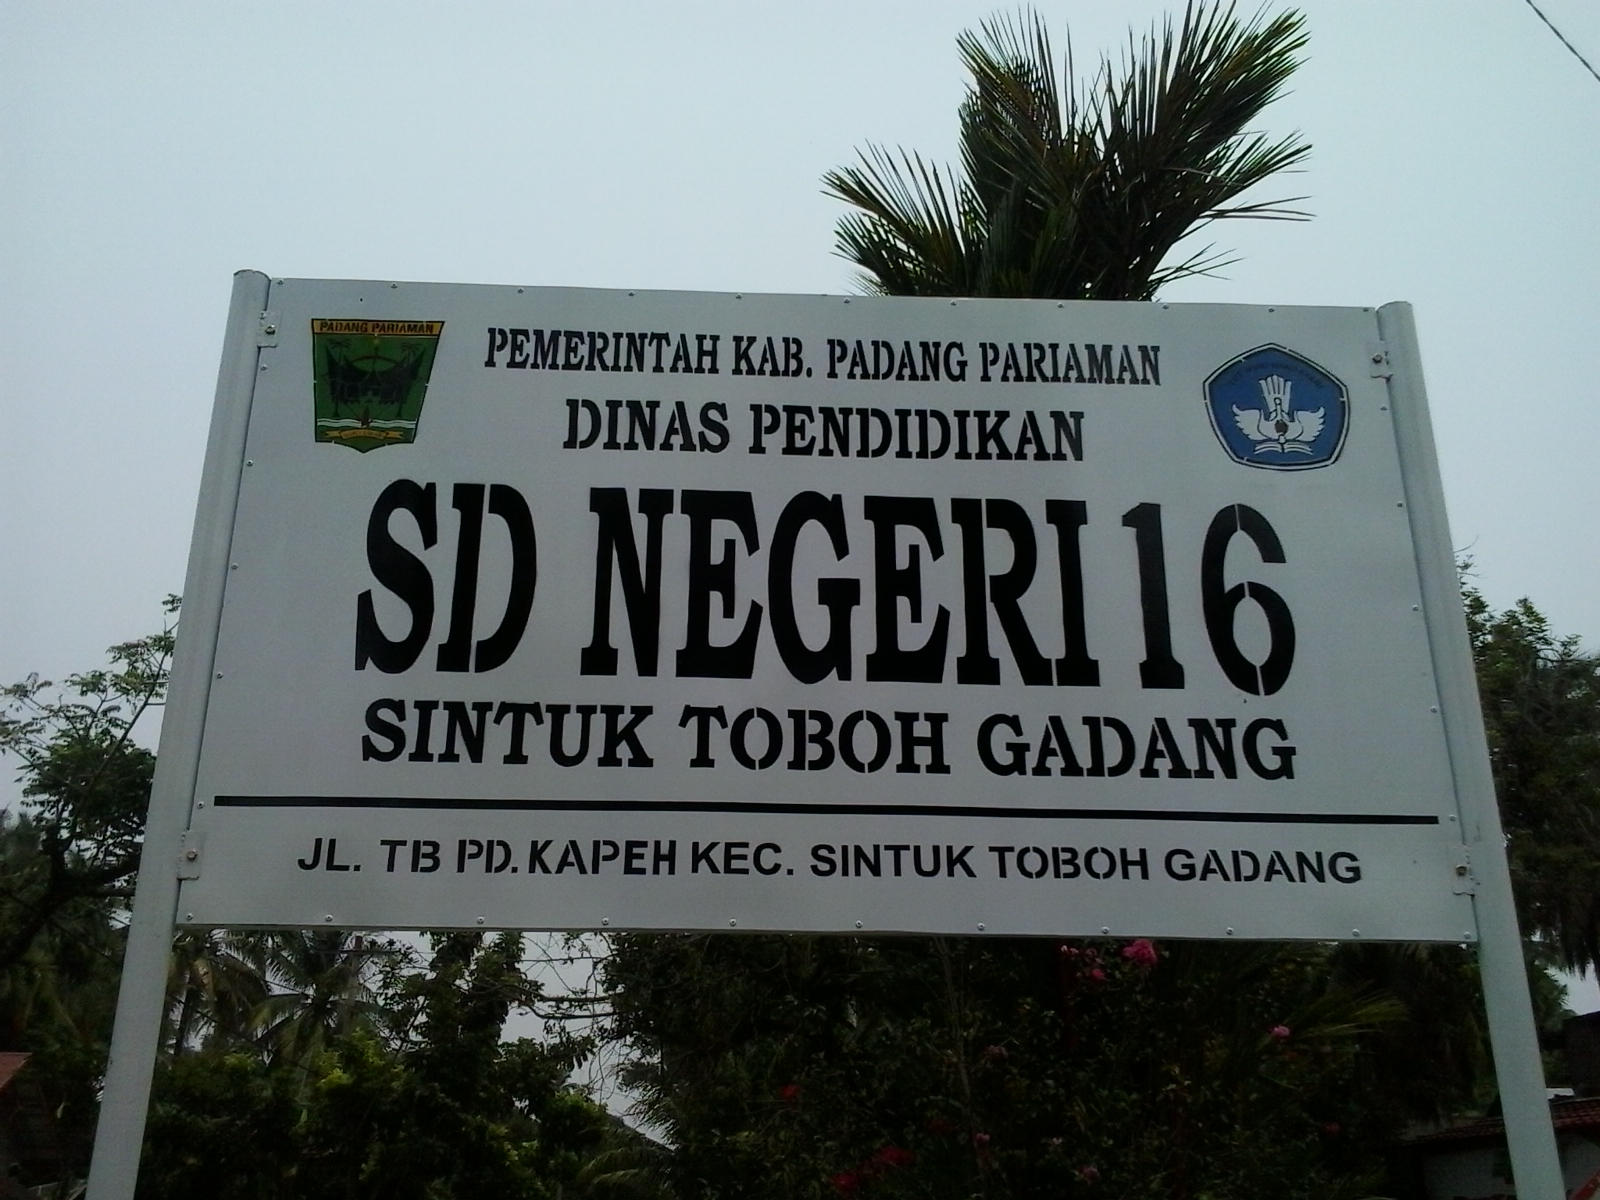 PADANG PARIAMAN
PEMERINTAH KAB. PADANG PARIAMAN
DINAS PENDIDIKAN
SD NEGERI 16
SINTUK TOBOH GADANG
JL. TB PD. KAPEH KEC. SINTUK TOBOH GADANG